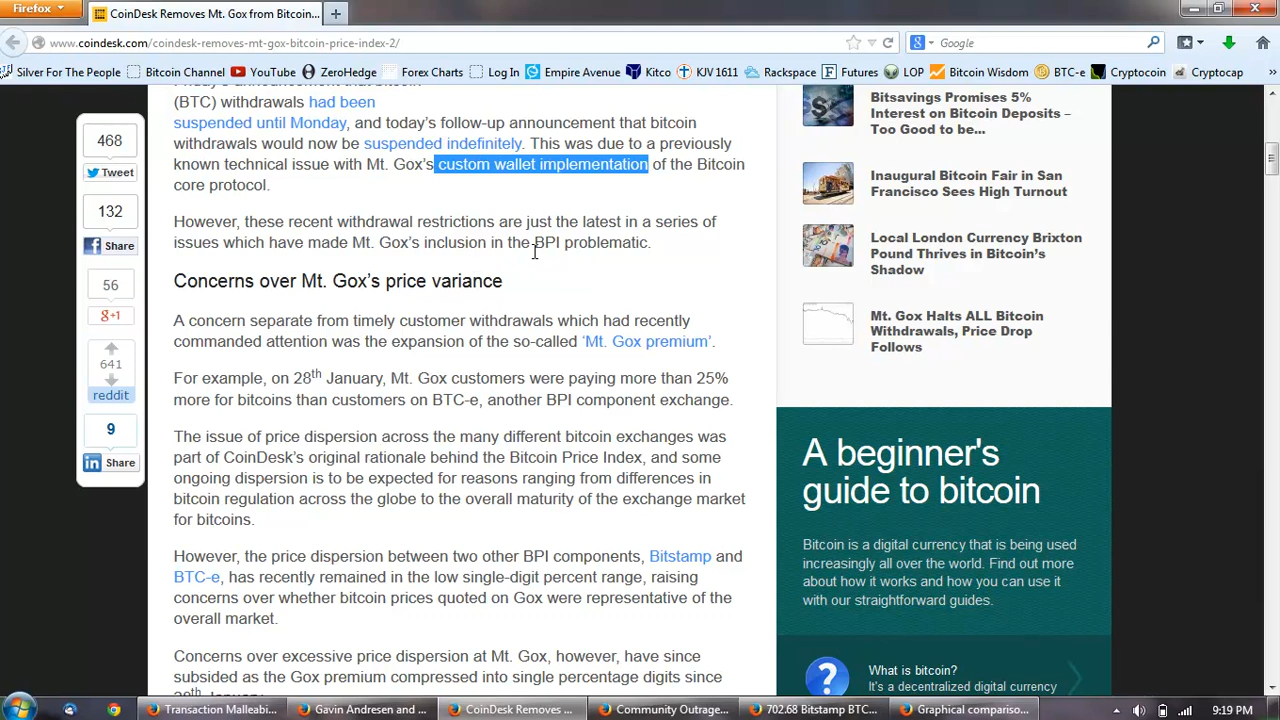 Firefox
CoinDesk Removes Mt. Gox from Bitcoin...
www.coindesk.com/coindesk-removes-mt-gox-bitcoin-price-index-2/
Google
Silver For The People
Bitcoin Channel
YouTube
ZeroHedge
Forex Charts
Log In
Empire Avenue
Kitco
KJV 1611
Rackspace
Futures
LOP
Bitcoin Wisdom
BTC-e
Cryptocoin
Cryptocap
»
468
Tweet
132
Share
56
+1
641
reddit
9
Share
(BTC) withdrawals had been
suspended until Monday, and today's follow-up announcement that bitcoin
withdrawals would now be suspended indefinitely. This was due to a previously
known technical issue with Mt. Gox's custom wallet implementation of the Bitcoin
core protocol.
However, these recent withdrawal restrictions are just the latest in a series of
issues which have made Mt. Gox's inclusion in the BPI problematic.
Concerns over Mt. Gox's price variance
A concern separate from timely customer withdrawals which had recently
commanded attention was the expansion of the so-called 'Mt. Gox premium'.
For example, on 28th January, Mt. Gox customers were paying more than 25%
more for bitcoins than customers on BTC-e, another BPI component exchange.
The issue of price dispersion across the many different bitcoin exchanges was
part of CoinDesk's original rationale behind the Bitcoin Price Index, and some
ongoing dispersion is to be expected for reasons ranging from differences in
bitcoin regulation across the globe to the overall maturity of the exchange market
for bitcoins.
However, the price dispersion between two other BPI components, Bitstamp and
BTC-e, has recently remained in the low single-digit percent range, raising
concerns over whether bitcoin prices quoted on Gox were representative of the
overall market.
Concerns over excessive price dispersion at Mt. Gox, however, have since
subsided as the Gox premium compressed into single percentage digits since
Bitsavings Promises 5%
Interest on Bitcoin Deposits –
Too Good to be...
Inaugural Bitcoin Fair in San
Francisco Sees High Turnout
Local London Currency Brixton
Pound Thrives in Bitcoin's
Shadow
Mt. Gox Halts ALL Bitcoin
Withdrawals, Price Drop
Follows
A beginner's
guide to bitcoin
Bitcoin is a digital currency that is being used
increasingly all over the world. Find out more
about how it works and how you can use it
with our straightforward guides.
What is bitcoin?
It's a decentralized digital currency
Transaction Malleabi...
Gavin Andresen and ...
CoinDesk Removes ...
Community Outrage...
702.68 Bitstamp BTC...
Graphical compariso...
9:19 PM